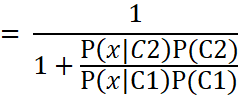 = 1
1 + P(x|C2)P(C2)
P(x|C1)P(C1)